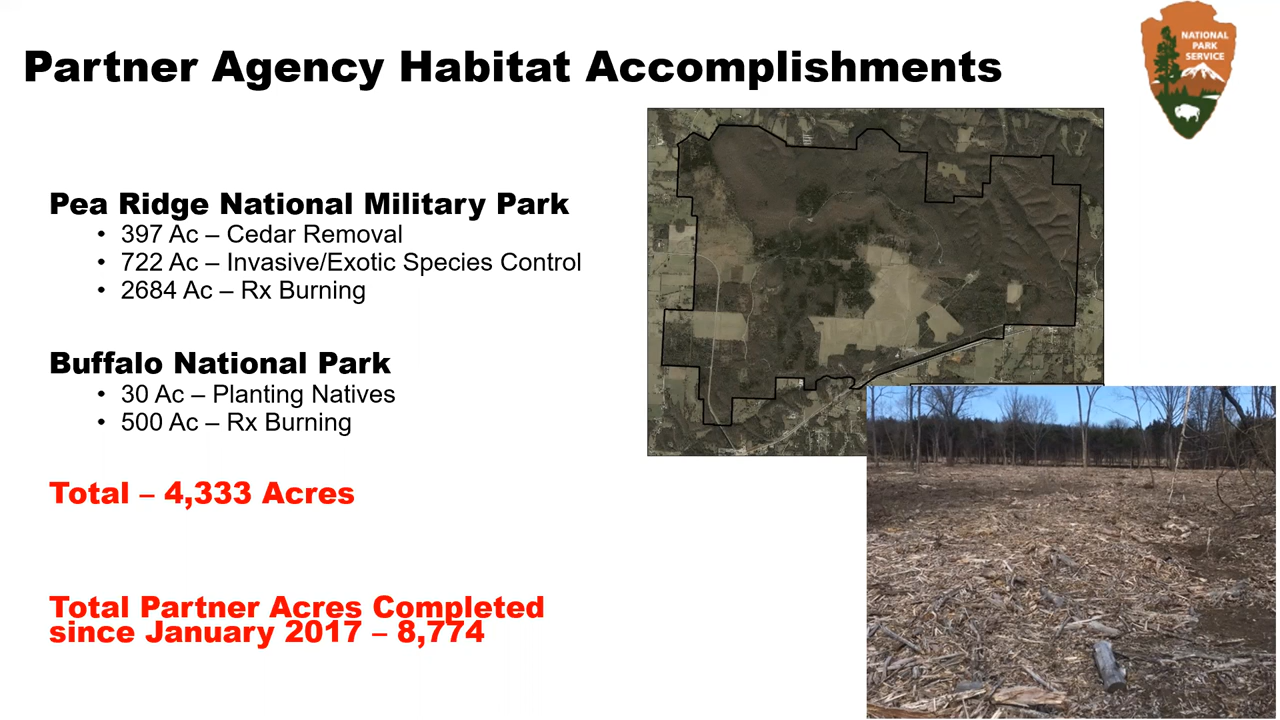 Partner Agency Habitat Accomplishments
NATIONAL
PARK
SERVICE
Pea Ridge National Military Park
• 397 Ac – Cedar Removal
• 722 Ac – Invasive/Exotic Species Control
• 2684 Ac – Rx Burning
Buffalo National Park
• 30 Ac – Planting Natives
• 500 Ac – Rx Burning
Total – 4,333 Acres
Total Partner Acres Completed
since January 2017 – 8,774